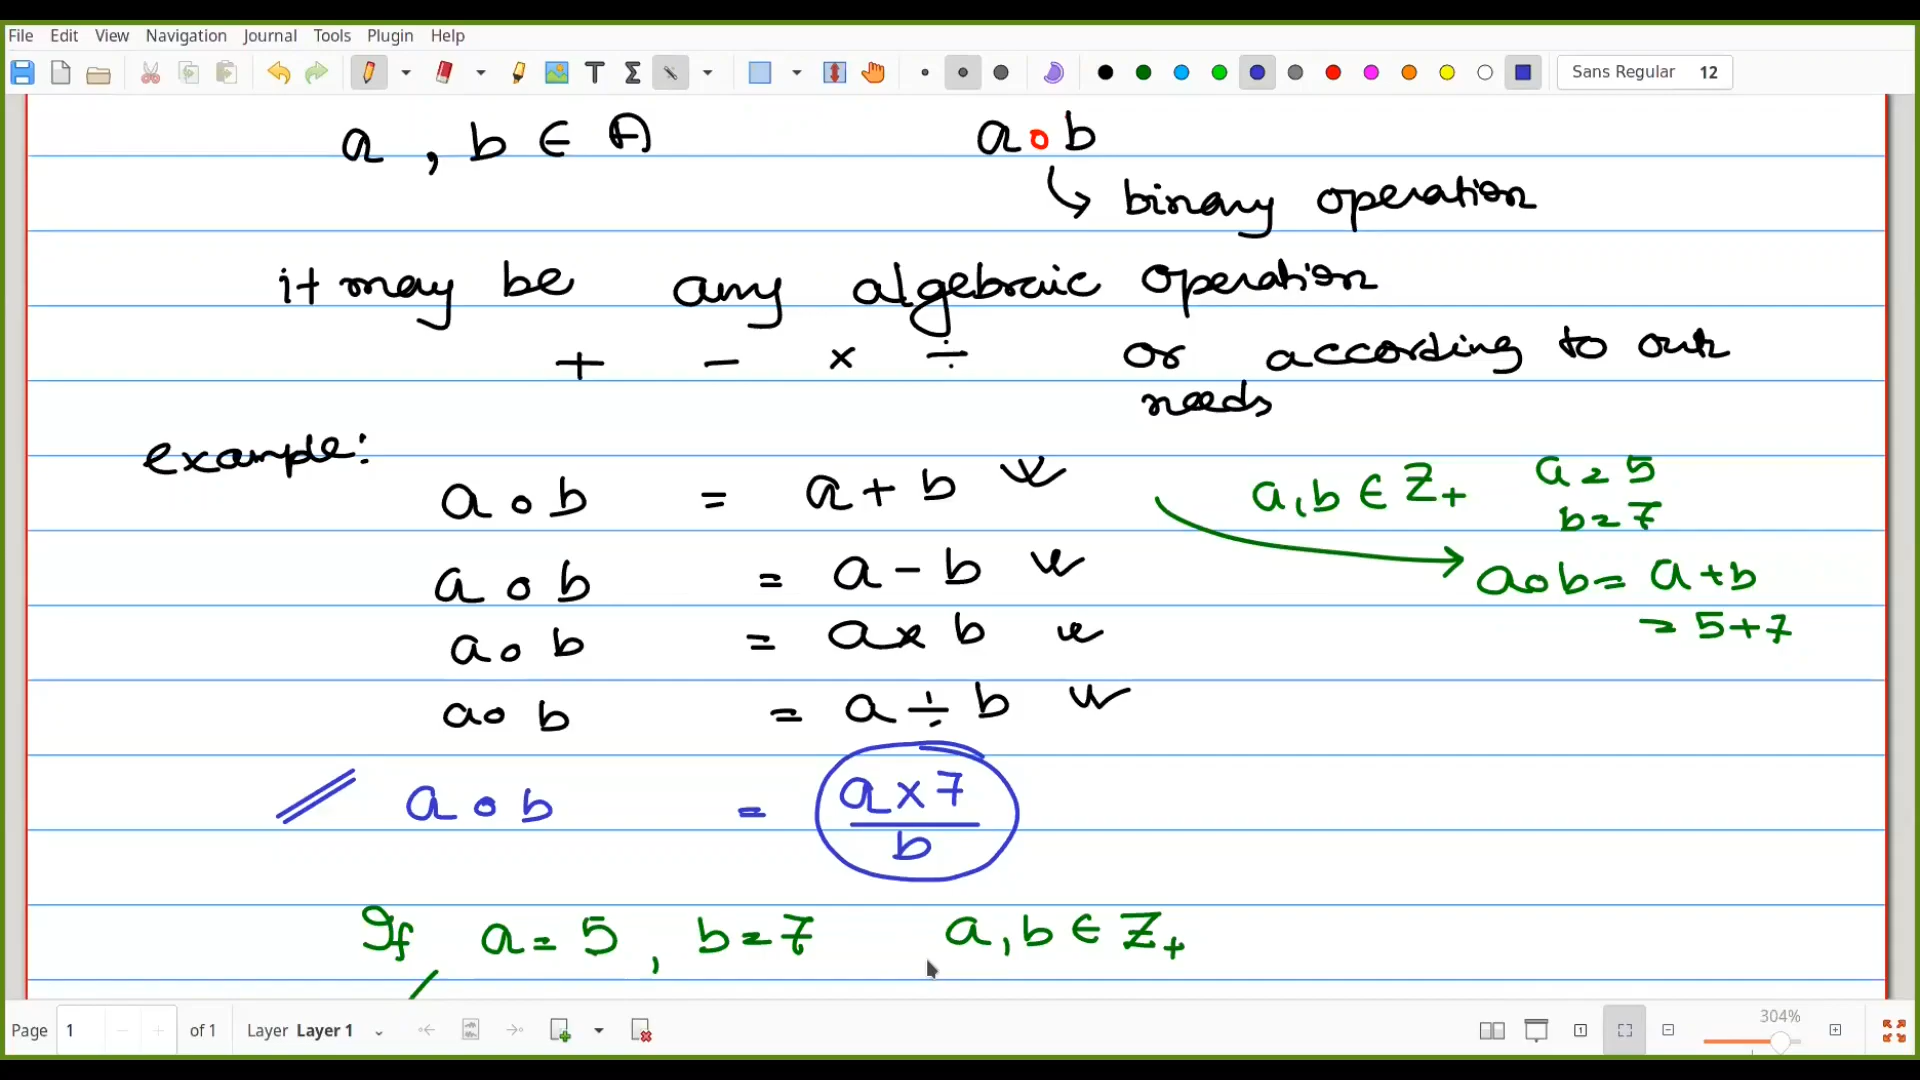 File Edit View Navigation Journal Tools Plugin Help
Sans Regular 12
a , b ∈ A a o b
↳ binary operation
it may be any algebraic operation
+ - × ÷ or according to our
needs
example:
a o b = a + b
a o b = a - b
a o b = a × b
a o b = a ÷ b
a, b ∈ Z+ a = 5
b = 7
a o b = a + b
= 5 + 7
a o b = a × 7 / b
If a = 5 , b = 7 a, b ∈ Z+
Page 1 of 1 Layer Layer 1 304%